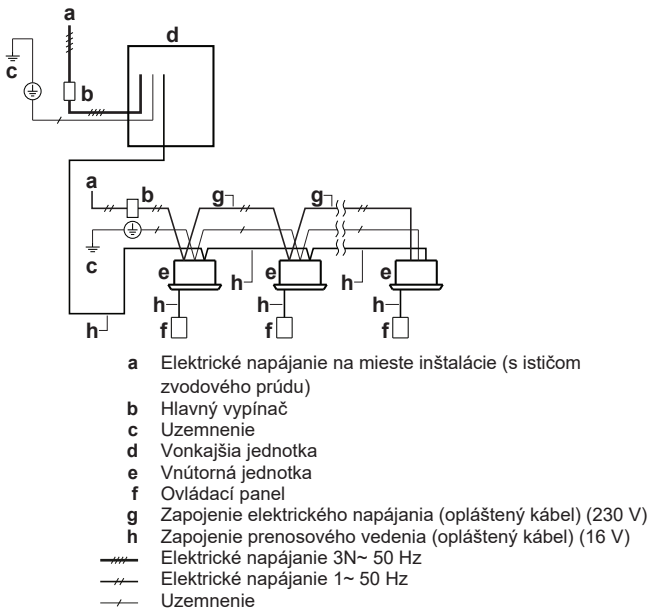 a
d
c
b
a
b
g
g
c
e
h
e
h
e
h
h
h
f
f
f
h
a Elektrické napájanie na mieste inštalácie (s ističom
zvodového prúdu)
b Hlavný vypínač
c Uzemnenie
d Vonkajšia jednotka
e Vnútorná jednotka
f Ovládací panel
g Zapojenie elektrického napájania (opláštený kábel) (230 V)
h Zapojenie prenosového vedenia (opláštený kábel) (16 V)
Elektrické napájanie 3N~ 50 Hz
Elektrické napájanie 1~ 50 Hz
Uzemnenie